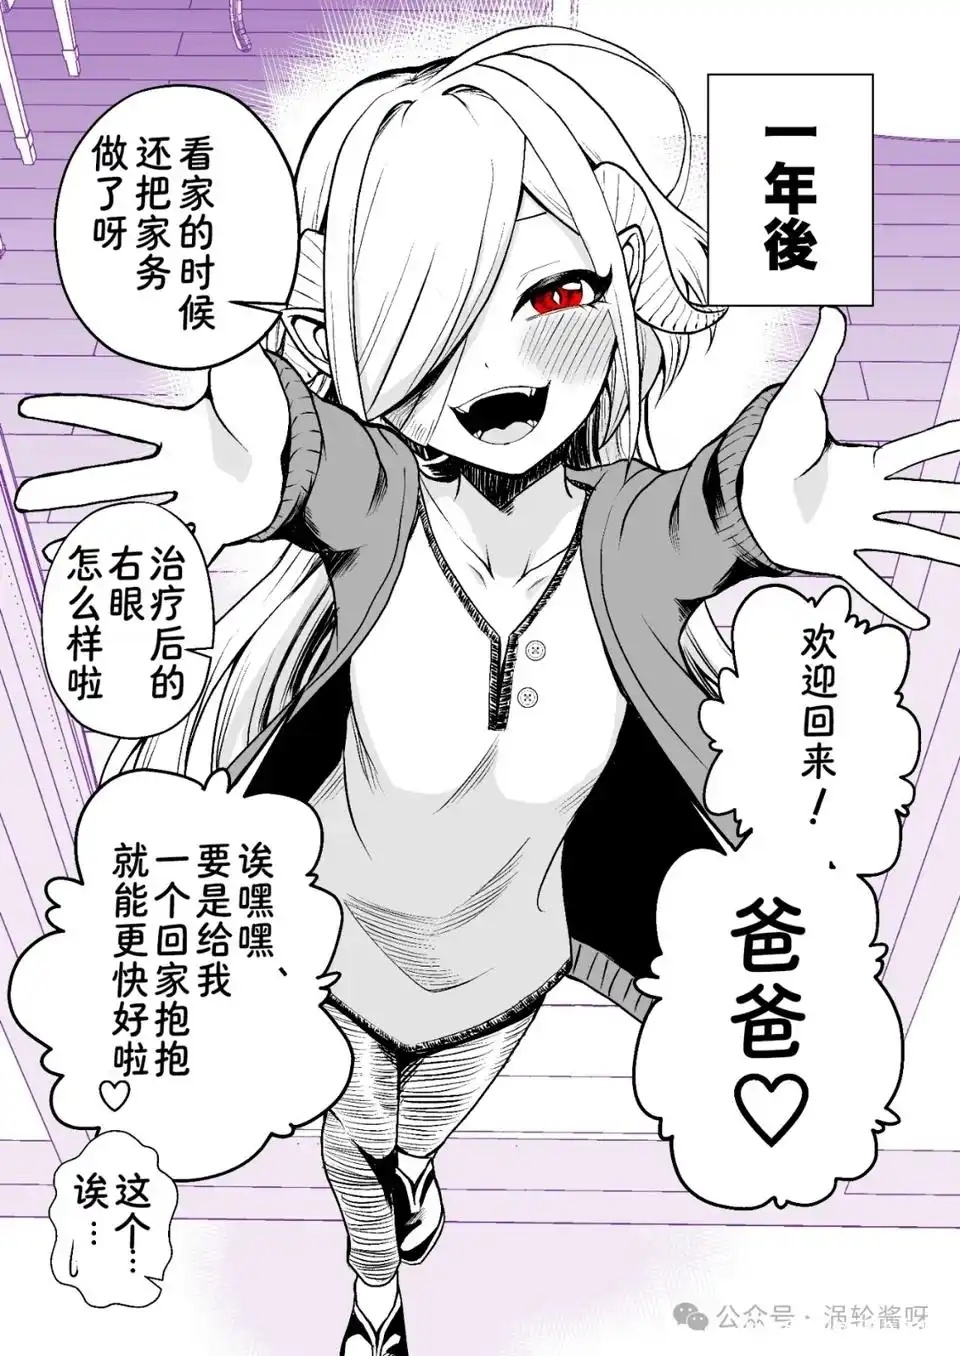 一年後
欢迎回来！
爸爸♡
看家的时候
还把家务
做了呀
治疗后的
右眼
怎么样啦
诶嘿嘿、
要是给我
一个回家抱抱
就能更快好啦
♡
这个…
诶…
公众号·涡轮酱呀